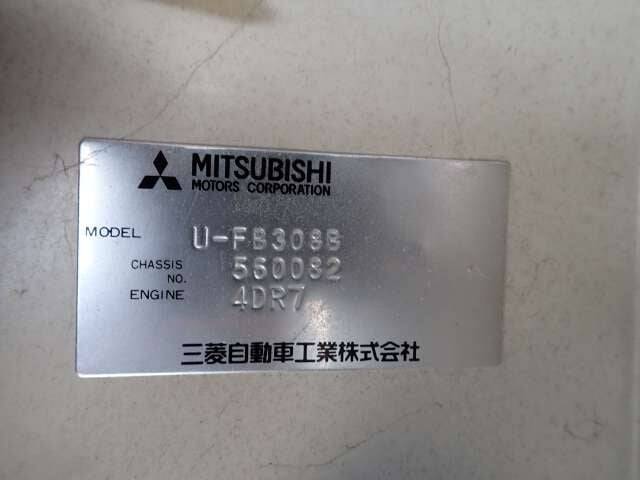 MITSUBISHI
MOTORS CORPORATION
MODEL U-FB308B
CHASSIS NO. 560082
ENGINE 4DR7
三菱自動車工業株式会社